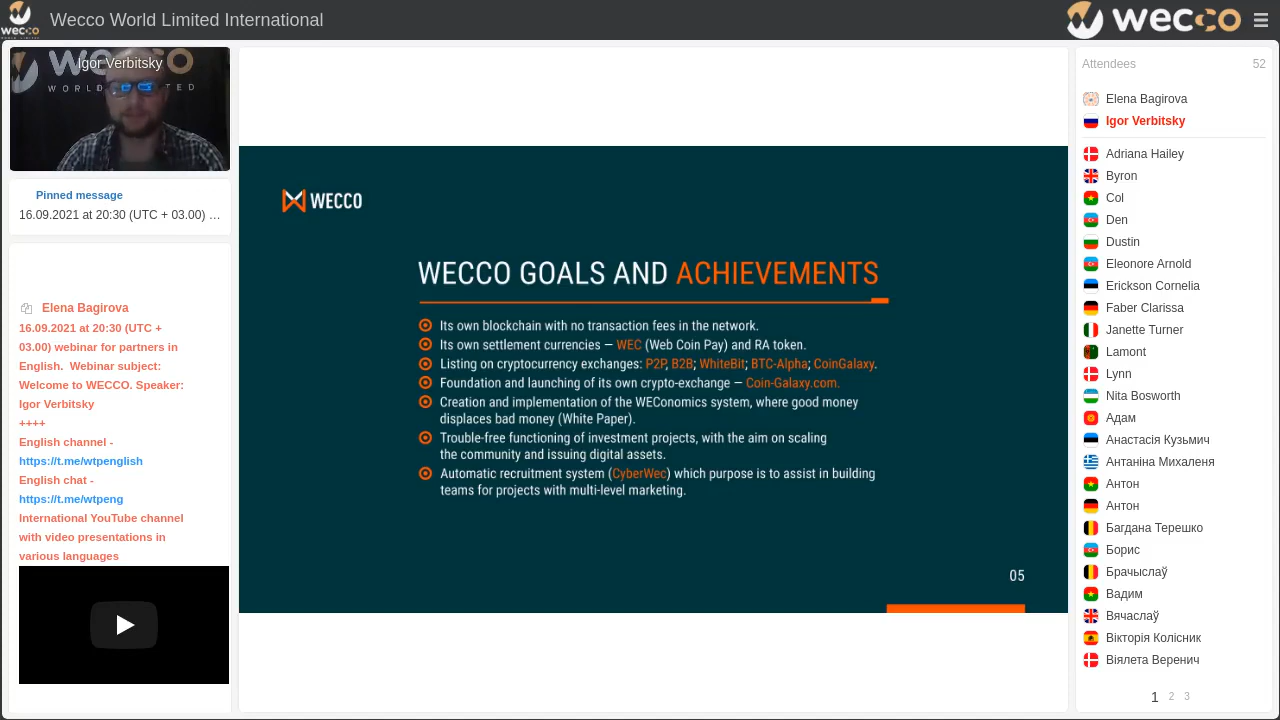 wecco
Wecco World Limited International
wecco
Igor Verbitsky
Pinned message
16.09.2021 at 20:30 (UTC + 03.00) …
Elena Bagirova
16.09.2021 at 20:30 (UTC +
03.00) webinar for partners in
English. Webinar subject:
Welcome to WECCO. Speaker:
Igor Verbitsky
++++
English channel -
https://t.me/wtpenglish
English chat -
https://t.me/wtpeng
International YouTube channel
with video presentations in
various languages
WECCO
WECCO GOALS AND ACHIEVEMENTS
Its own blockchain with no transaction fees in the network.
Its own settlement currencies – WEC (Web Coin Pay) and RA token.
Listing on cryptocurrency exchanges: P2P, B2B; WhiteBit; BTC-Alpha; CoinGalaxy.
Foundation and launching of its own crypto-exchange – Coin-Galaxy.com.
Creation and implementation of the WEConomics system, where good money
displaces bad money (White Paper).
Trouble-free functioning of investment projects, with the aim on scaling
the community and issuing digital assets.
Automatic recruitment system (CyberWec) which purpose is to assist in building
teams for projects with multi-level marketing.
05
Attendees 52
Elena Bagirova
Igor Verbitsky
Adriana Hailey
Byron
Col
Den
Dustin
Eleonore Arnold
Erickson Cornelia
Faber Clarissa
Janette Turner
Lamont
Lynn
Nita Bosworth
Адам
Анастасія Кузьмич
Антаніна Михаленя
Антон
Антон
Багдана Терешко
Борис
Брачыслаў
Вадим
Вячаслаў
Вікторія Колісник
Віялета Веренич
1 2 3